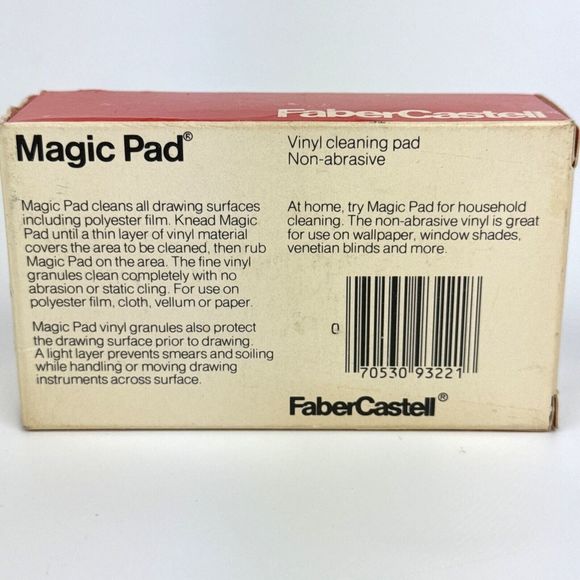 FaberCastell
Magic Pad®
Vinyl cleaning pad
Non-abrasive
Magic Pad cleans all drawing surfaces
including polyester film. Knead Magic
Pad until a thin layer of vinyl material
covers the area to be cleaned, then rub
Magic Pad on the area. The fine vinyl
granules clean completely with no
abrasion or static cling. For use on
polyester film, cloth, vellum or paper.
Magic Pad vinyl granules also protect
the drawing surface prior to drawing.
A light layer prevents smears and soiling
while handling or moving drawing
instruments across surface.
At home, try Magic Pad for household
cleaning. The non-abrasive vinyl is great
for use on wallpaper, window shades,
venetian blinds and more.
0 70530 93221
FaberCastell®